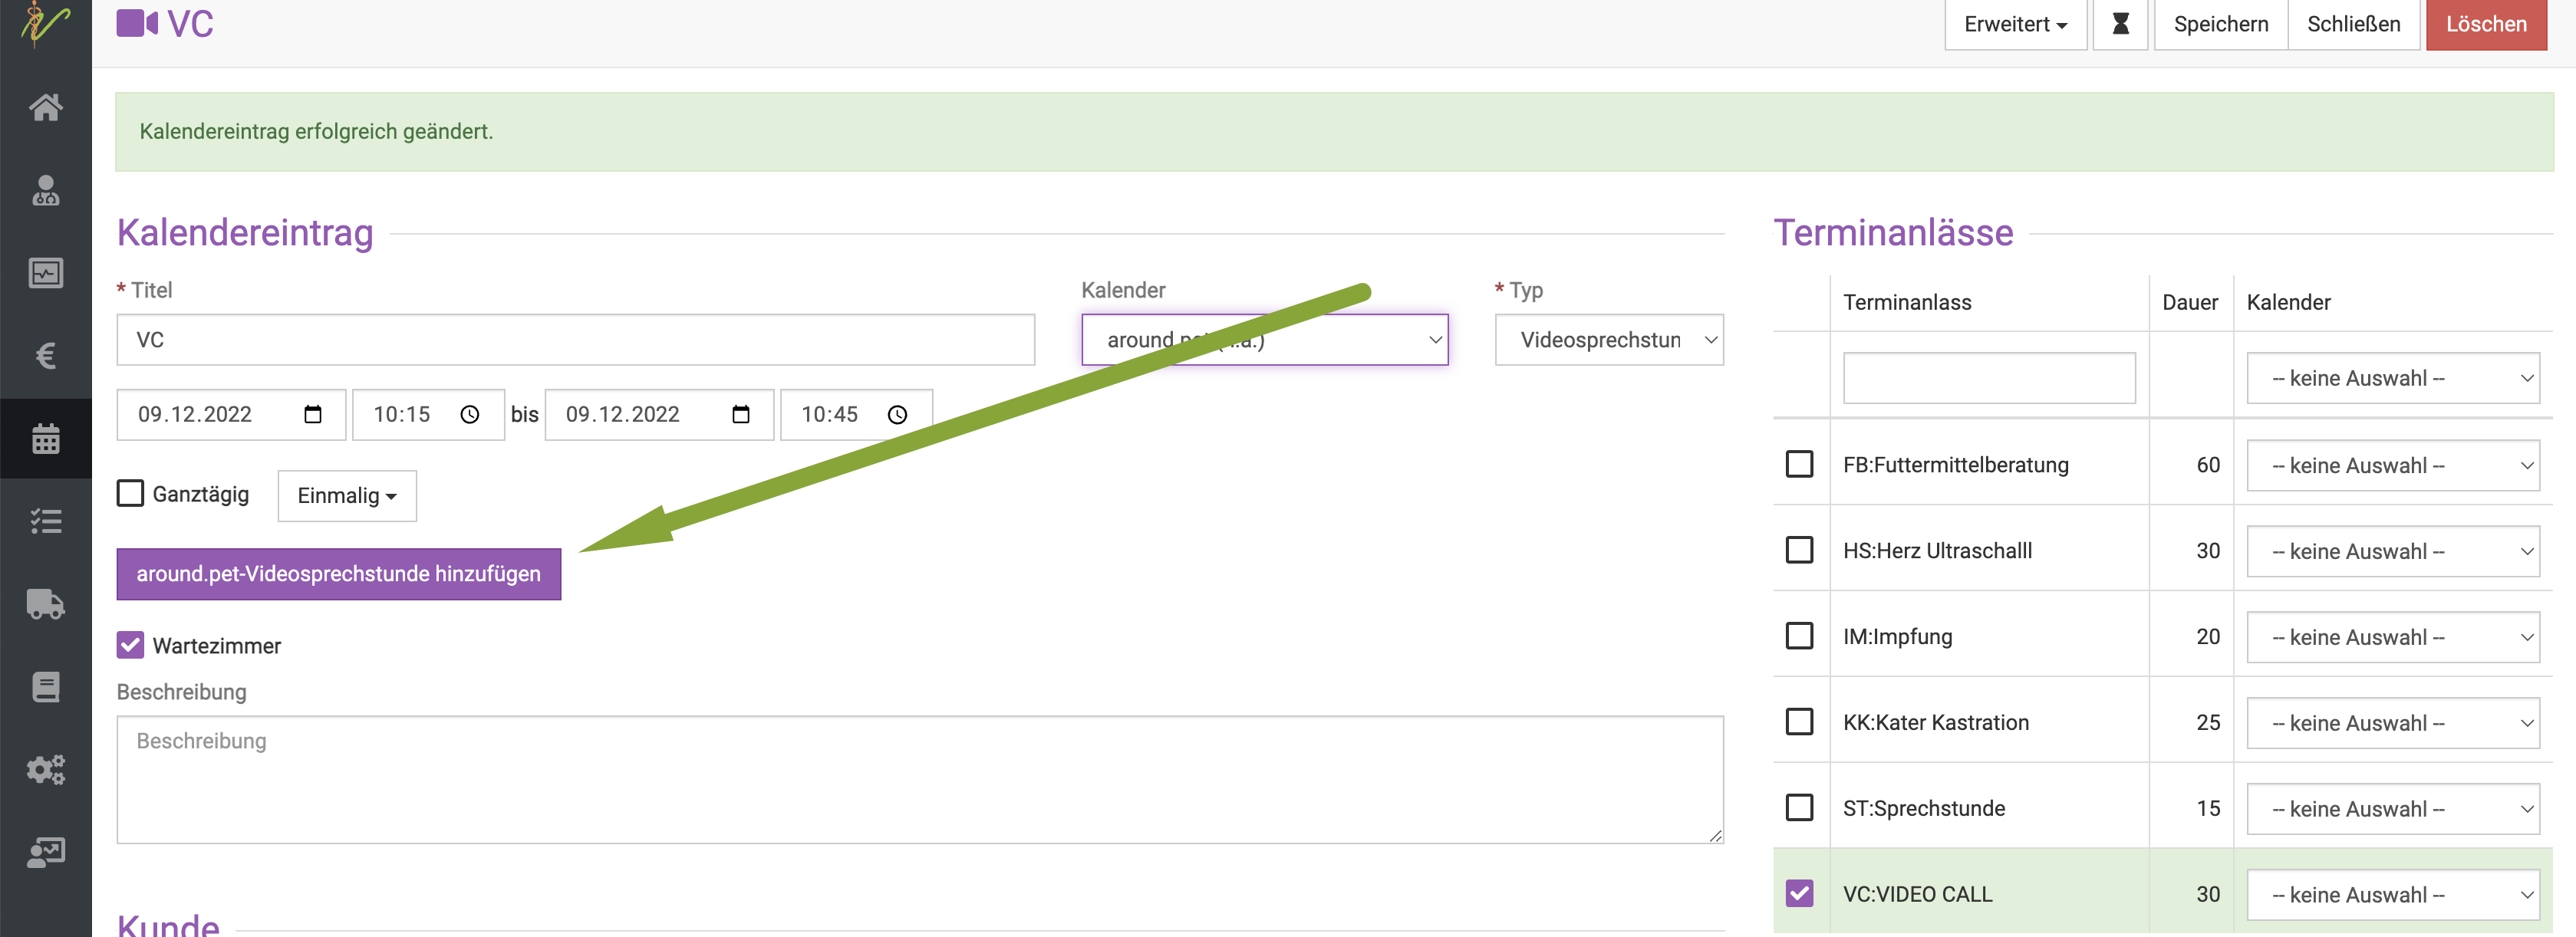 VC
Erweitert
Speichern
Schließen
Löschen
Kalendereintrag erfolgreich geändert.
Kalendereintrag
* Titel
Kalender
* Typ
VC
around
Videosprechstun
09.12.2022
10:15
bis
09.12.2022
10:45
Ganztägig
Einmalig
around.pet-Videosprechstunde hinzufügen
Wartezimmer
Beschreibung
Beschreibung
Kunde
Terminanlässe
Terminanlass Dauer Kalender
-- keine Auswahl --
FB:Futtermittelberatung 60 -- keine Auswahl --
HS:Herz Ultraschalll 30 -- keine Auswahl --
IM:Impfung 20 -- keine Auswahl --
KK:Kater Kastration 25 -- keine Auswahl --
ST:Sprechstunde 15 -- keine Auswahl --
VC:VIDEO CALL 30 -- keine Auswahl --